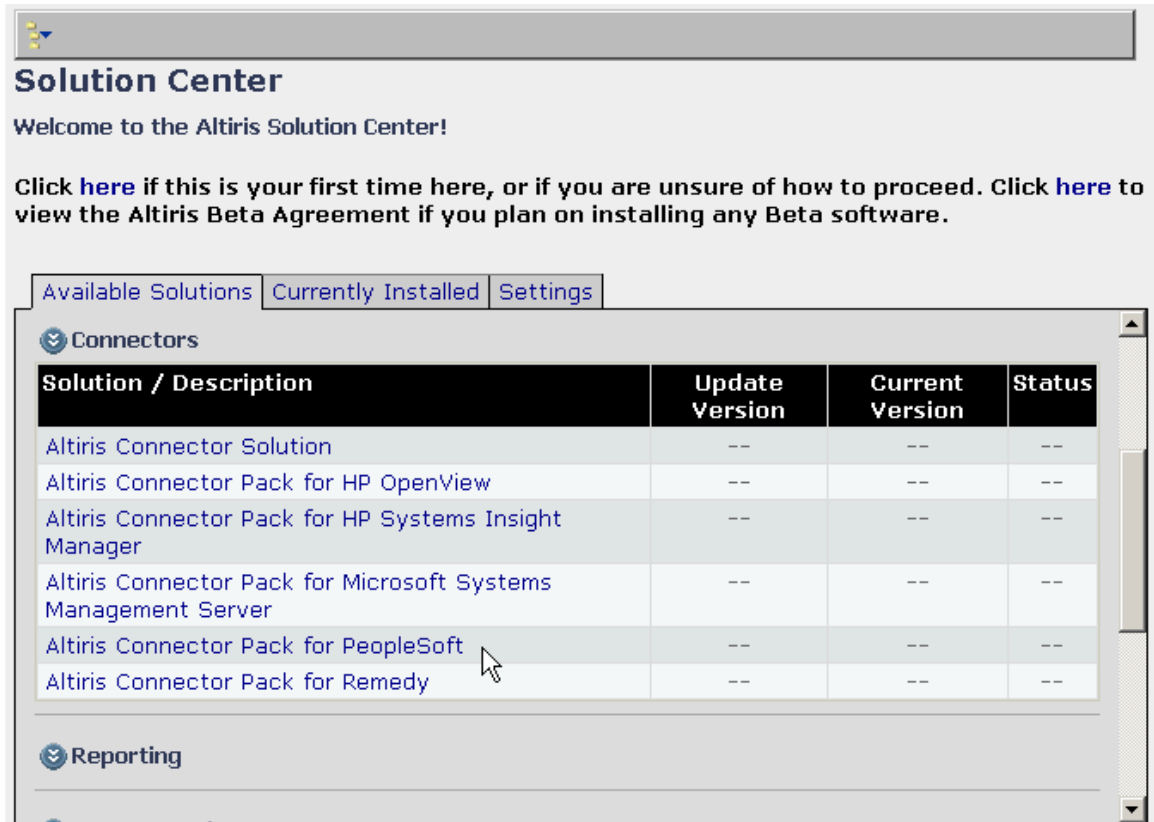 Solution Center
Welcome to the Altiris Solution Center!
Click here if this is your first time here, or if you are unsure of how to proceed. Click here to
view the Altiris Beta Agreement if you plan on installing any Beta software.
Available Solutions Currently Installed Settings
Connectors
Solution / Description Update Version Current Version Status
Altiris Connector Solution -- -- --
Altiris Connector Pack for HP OpenView -- -- --
Altiris Connector Pack for HP Systems Insight
Manager -- -- --
Altiris Connector Pack for Microsoft Systems
Management Server -- -- --
Altiris Connector Pack for PeopleSoft -- -- --
Altiris Connector Pack for Remedy -- -- --
Reporting